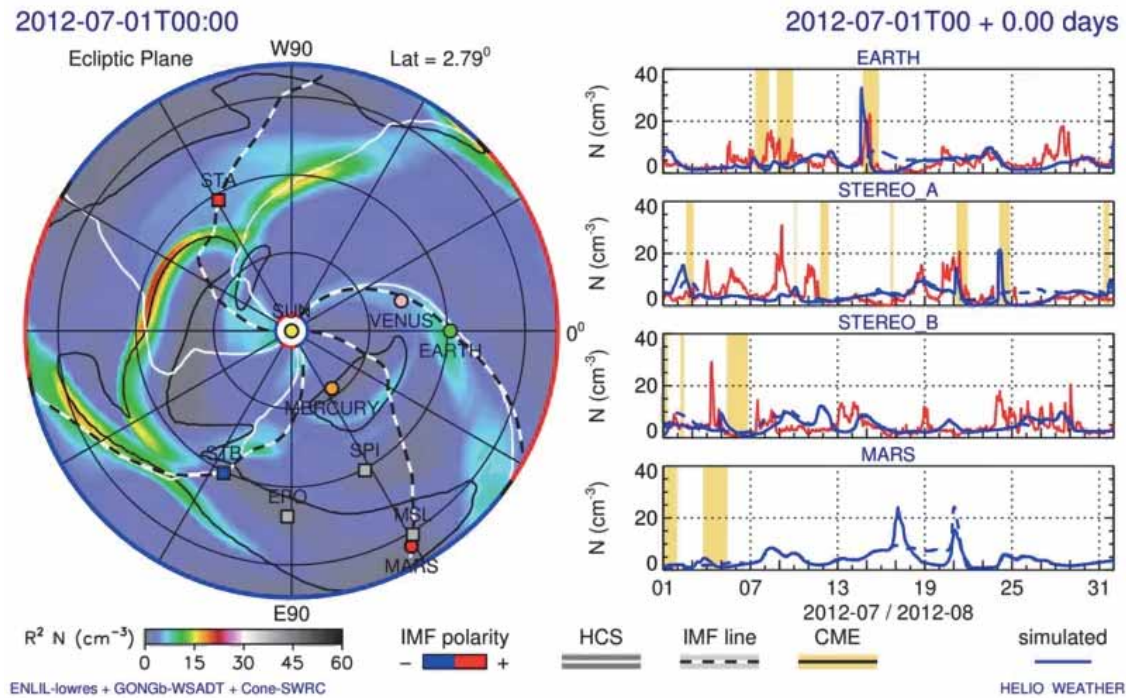 2012-07-01T00:00
2012-07-01T00 + 0.00 days
Ecliptic Plane
W90
Lat = 2.79⁰
STA
SUN
VENUS
EARTH
0⁰
MERCURY
STB
SPI
EPO
MSL
MARS
E90
EARTH
N (cm⁻³)
40
20
0
STEREO_A
N (cm⁻³)
40
20
0
STEREO_B
N (cm⁻³)
40
20
0
MARS
N (cm⁻³)
40
20
0
01 07 13 19 25 31
2012-07 / 2012-08
R² N (cm⁻³)
0 15 30 45 60
IMF polarity
- +
HCS
IMF line
CME
simulated
ENLIL-lowres + GONGb-WSADT + Cone-SWRC
HELIO WEATHER